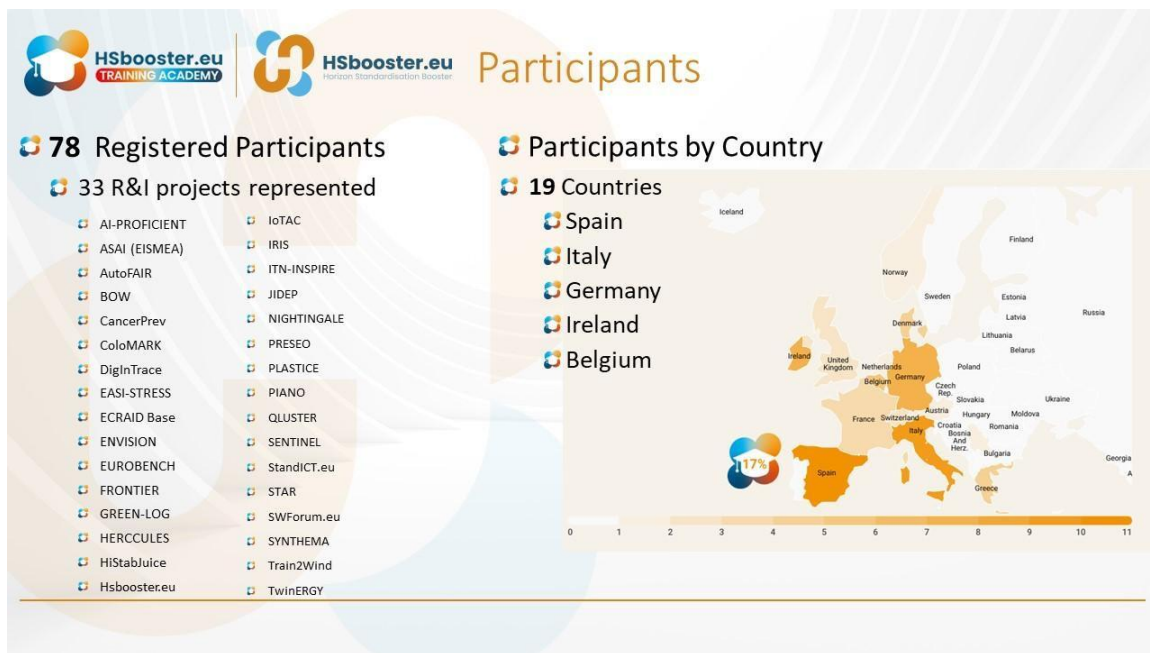 HSbooster.eu
TRAINING ACADEMY
HSbooster.eu
Horizon Standardisation Booster
Participants
78 Registered Participants
33 R&I projects represented
AI-PROFICIENT
ASAI (EISMEA)
AutoFAIR
BOW
CancerPrev
ColoMARK
DigInTrace
EASI-STRESS
ECRAID Base
ENVISION
EUROBENCH
FRONTIER
GREEN-LOG
HERCCULES
HiStabJuice
Hsbooster.eu
IoTAC
IRIS
ITN-INSPIRE
JIDEP
NIGHTINGALE
PRESEO
PLASTICE
PIANO
QLUSTER
SENTINEL
StandICT.eu
STAR
SWForum.eu
SYNTHEMA
Train2Wind
TwinERGY
Participants by Country
19 Countries
Spain
Italy
Germany
Ireland
Belgium
Iceland
Finland
Norway
Sweden
Estonia
Russia
Latvia
Denmark
Lithuania
Belarus
Ireland
United
Kingdom
Netherlands
Poland
Germany
Belgium
Czech
Rep.
Slovakia
Ukraine
Austria
France
Switzerland
Hungary
Moldova
Croatia
Romania
Italy
Bosnia
And
Herz.
Bulgaria
Georgia
17%
Spain
A
Greece
0 1 2 3 4 5 6 7 8 9 10 11